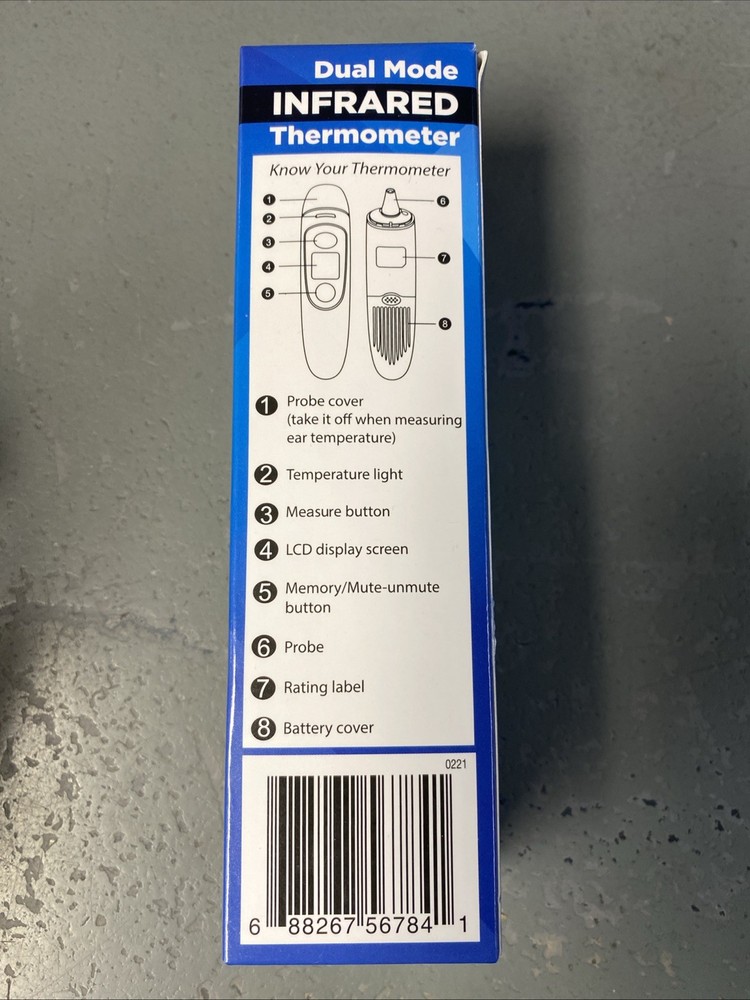 Dual Mode
INFRARED
Thermometer
Know Your Thermometer
1
2
3
4
5
6
7
8
1 Probe cover
(take it off when measuring
ear temperature)
2 Temperature light
3 Measure button
4 LCD display screen
5 Memory/Mute-unmute
button
6 Probe
7 Rating label
8 Battery cover
0221
6 88267 56784 1